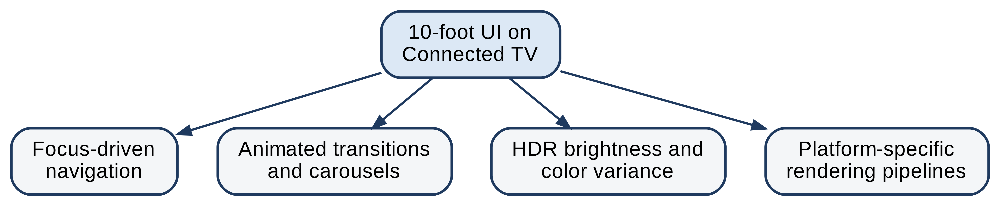 10-foot UI on
Connected TV
Focus-driven
navigation
Animated transitions
and carousels
HDR brightness and
color variance
Platform-specific
rendering pipelines